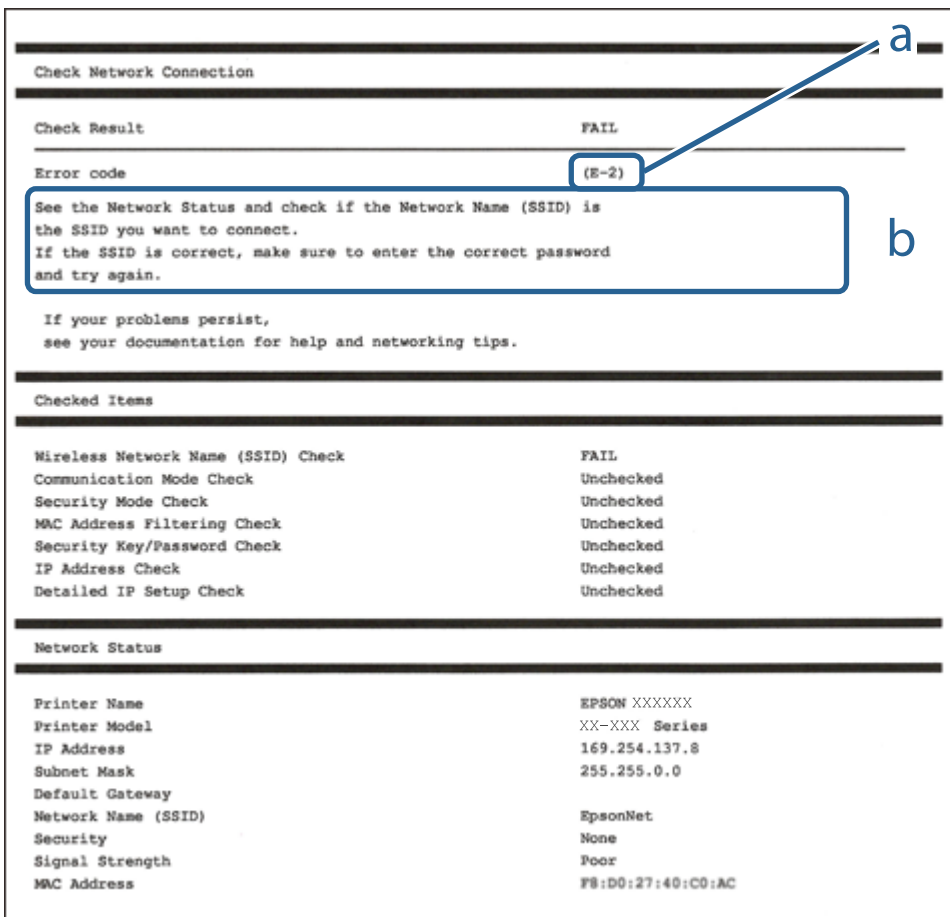 a
Check Network Connection
Check Result FAIL
Error code (E-2)
See the Network Status and check if the Network Name (SSID) is
the SSID you want to connect.
If the SSID is correct, make sure to enter the correct password
and try again.
b
If your problems persist,
see your documentation for help and networking tips.
Checked Items
Wireless Network Name (SSID) Check FAIL
Communication Mode Check Unchecked
Security Mode Check Unchecked
MAC Address Filtering Check Unchecked
Security Key/Password Check Unchecked
IP Address Check Unchecked
Detailed IP Setup Check Unchecked
Network Status
Printer Name EPSON XXXXXX
Printer Model XX-XXX Series
IP Address 169.254.137.8
Subnet Mask 255.255.0.0
Default Gateway
Network Name (SSID) EpsonNet
Security None
Signal Strength Poor
MAC Address F8:D0:27:40:C0:AC